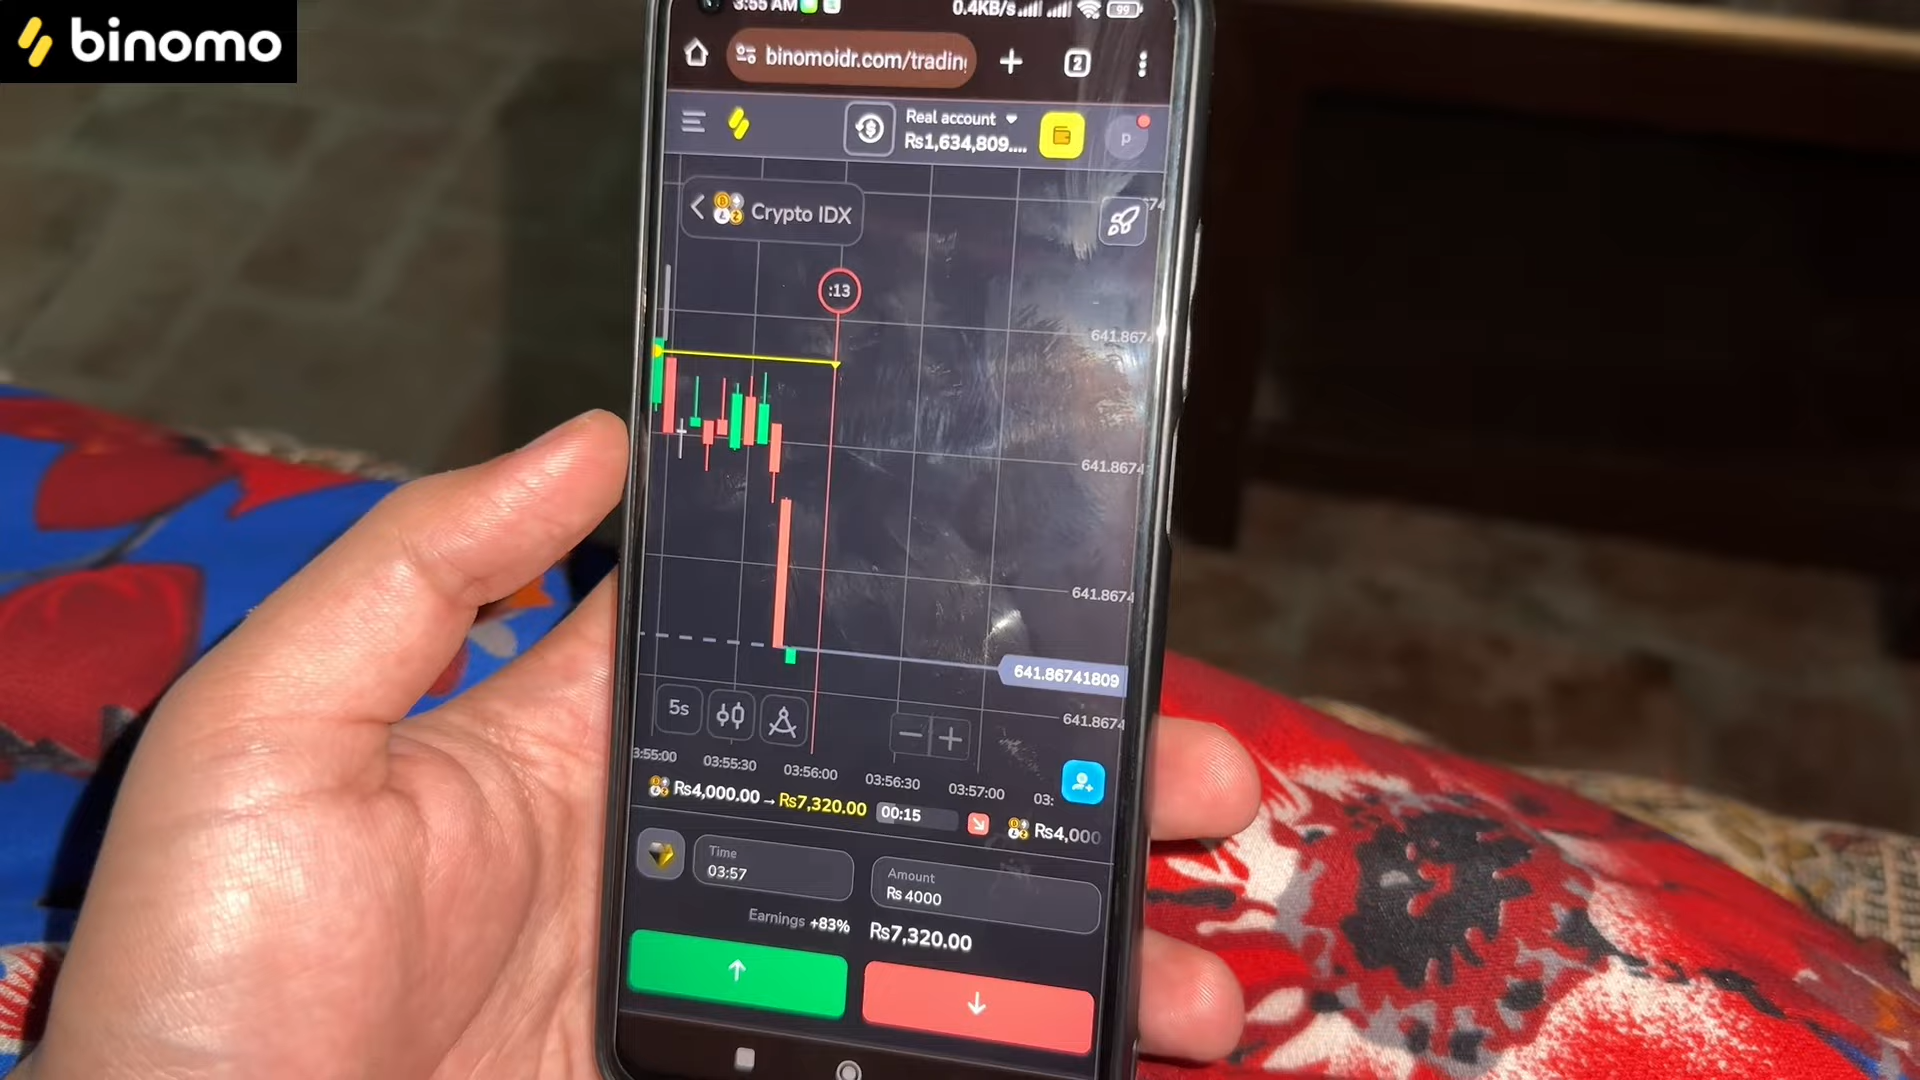 binomo
3:55 AM
0.4KB/s
99
binomoidr.com/trading
2
Real account
Rs1,634,809....
P
Crypto IDX
:13
641.8674
641.8674
641.8674
641.86741809
641.8674
5s
3:55:00 03:55:30 03:56:00 03:56:30 03:57:00 03:
Rs4,000.00 → Rs7,320.00 00:15 Rs4,000
Time
03:57
Amount
Rs 4000
Earnings +83% Rs7,320.00